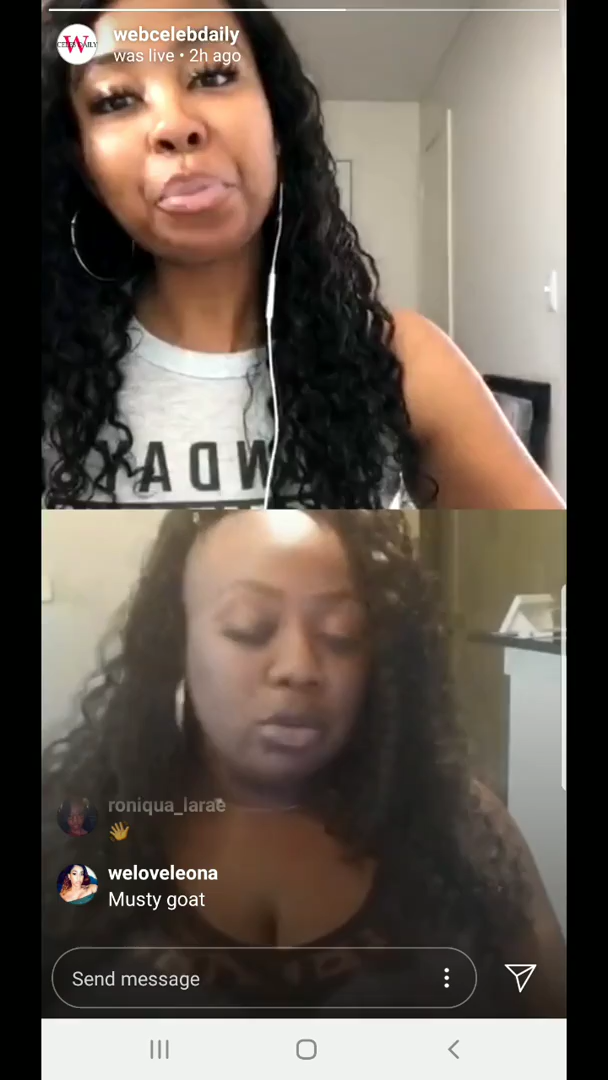 webcelebdaily
was live • 2h ago
roniqua_larae
👋
weloveleona
Musty goat
Send message